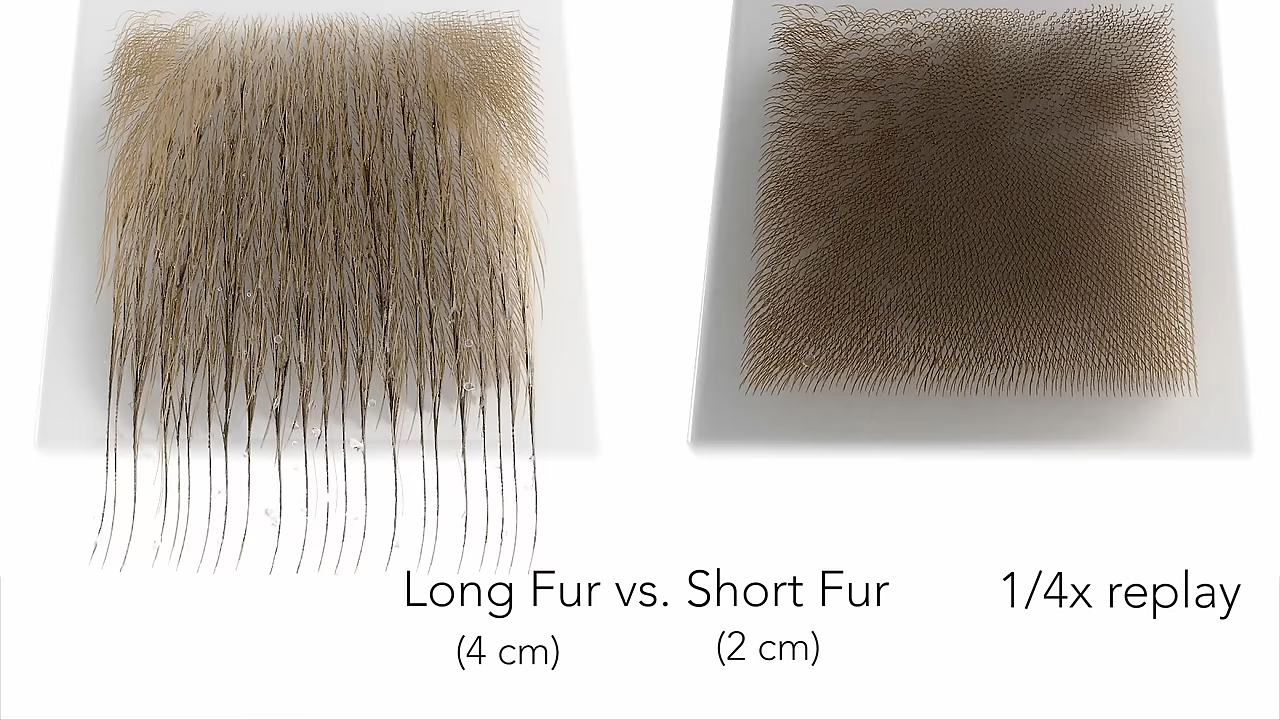 Long Fur vs. Short Fur
1/4x replay
(4 cm)
(2 cm)